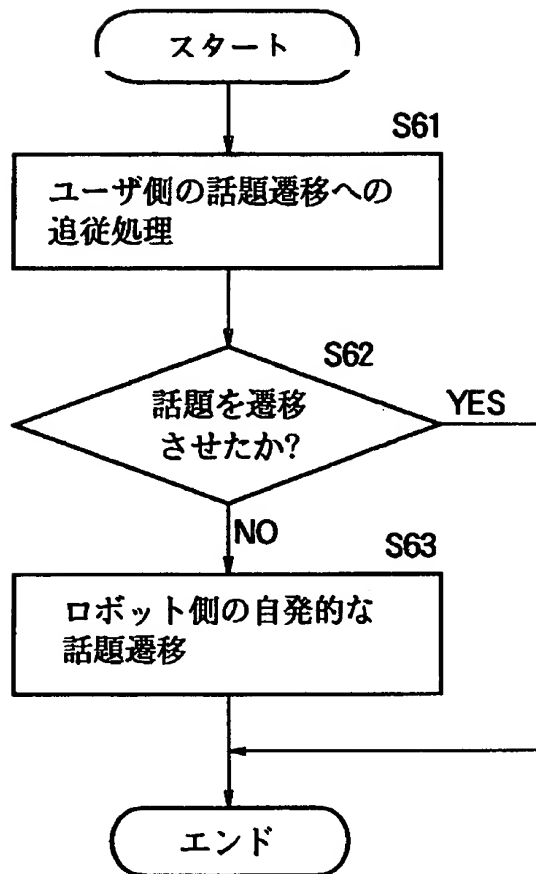 スタート
S61
ユーザ側の話題遷移への
追従処理
S62
話題を遷移
させたか?
YES
NO
S63
ロボット側の自発的な
話題遷移
エンド